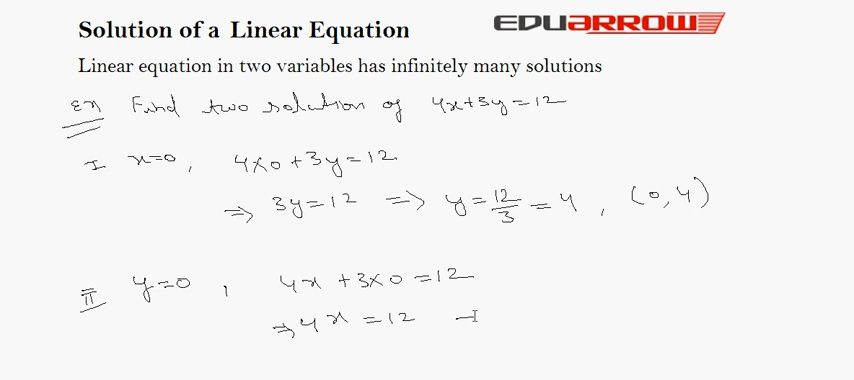 Solution of a Linear Equation
EDUARROW
Linear equation in two variables has infinitely many solutions
Ex Find two solution of 4x+3y=12
I x=0, 4×0+3y=12
⇒ 3y=12 ⇒ y=12/3=4, (0,4)
II y=0, 4x+3×0=12
⇒4x=12